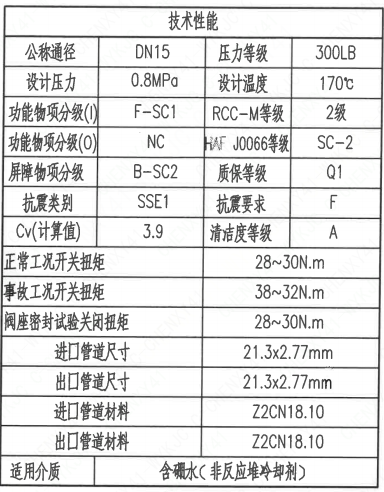 技术性能
公称通径 DN15 压力等级 300LB
设计压力 0.8MPa 设计温度 170℃
功能物项分级(I) F-SC1 RCC-M等级 2级
功能物项分级(O) NC HAF J0066等级 SC-2
屏障物项分级 B-SC2 质保等级 Q1
抗震类别 SSE1 抗震要求 F
Cv(计算值) 3.9 清洁度等级 A
正常工况开关扭矩 28~30N.m
事故工况开关扭矩 38~32N.m
阀座密封试验关闭扭矩 28~30N.m
进口管道尺寸 21.3x2.77mm
出口管道尺寸 21.3x2.77mm
进口管道材料 Z2CN18.10
出口管道材料 Z2CN18.10
适用介质 含硼水(非反应堆冷却剂)